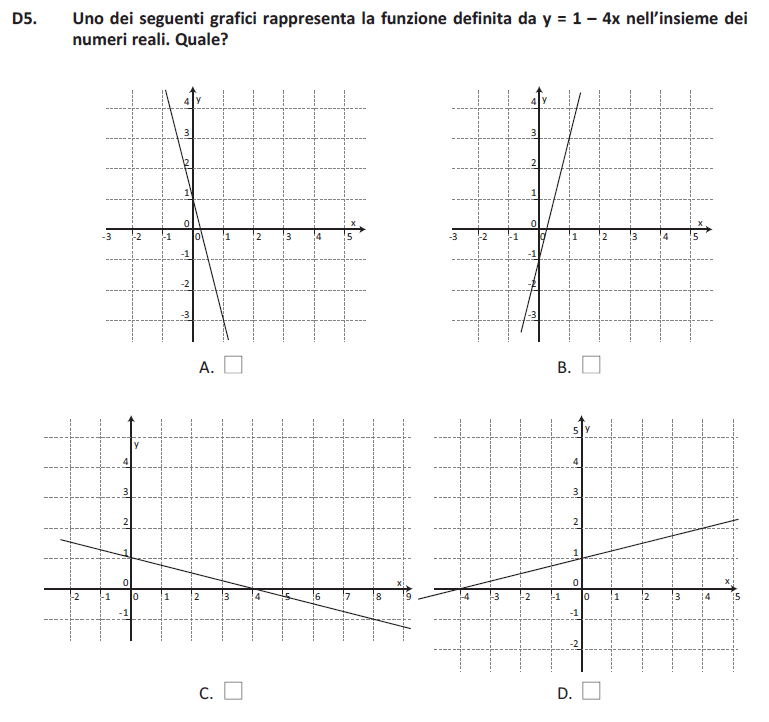 D5. Uno dei seguenti grafici rappresenta la funzione definita da y = 1 – 4x nell’insieme dei
numeri reali. Quale?
4 y
3
2
1
0 x
-3 -2 -1 0 1 2 3 4 5
-1
-2
-3
A.
4 y
3
2
1
0 x
-3 -2 -1 0 1 2 3 4 5
-1
-2
-3
B.
y
4
3
2
1
0 x
-2 -1 0 1 2 3 4 5 6 7 8 9
-1
C.
5 y
4
3
2
1
0 x
-4 -3 -2 -1 0 1 2 3 4 5
-1
-2
D.